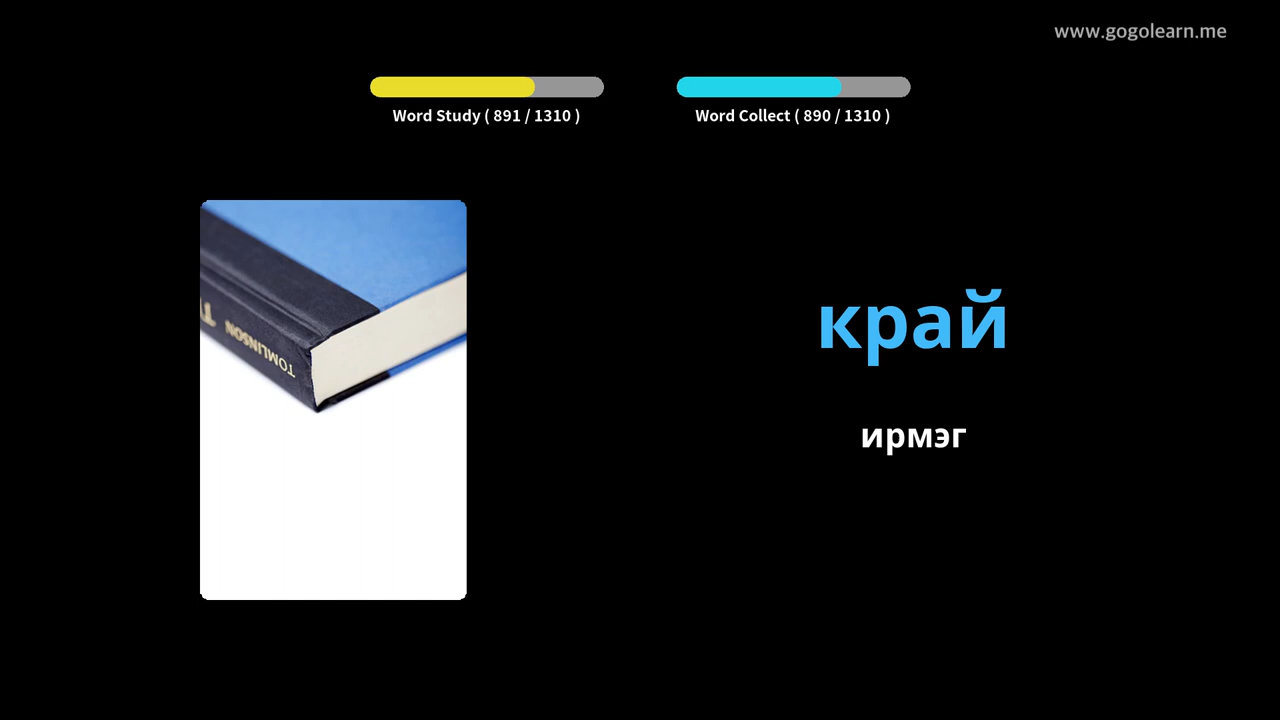 www.gogolearn.me
Word Study ( 891 / 1310 )
Word Collect ( 890 / 1310 )
TOMLINSON
край
ирмэг